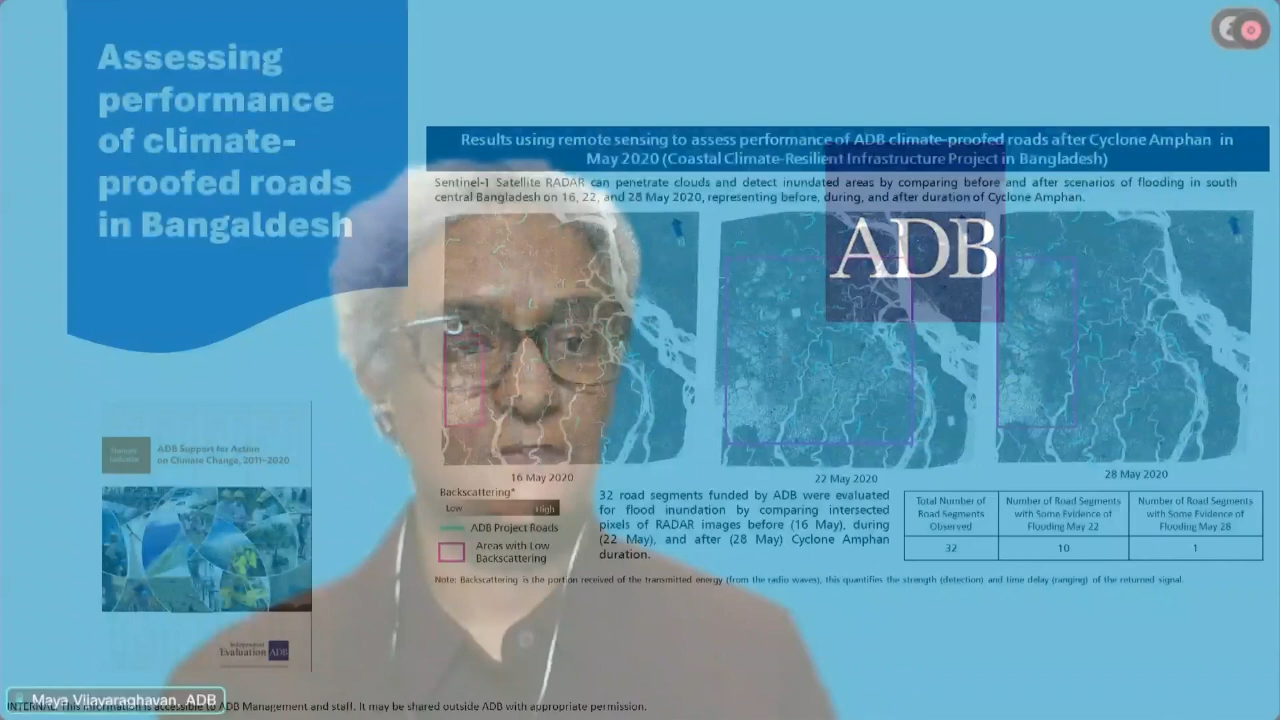 Assessing
performance
of climate-
proofed roads
in Bangaldesh
Results using remote sensing to assess performance of ADB climate-proofed roads after Cyclone Amphan in
May 2020 (Coastal Climate-Resilient Infrastructure Project in Bangladesh)
Sentinel-1 Satellite RADAR can penetrate clouds and detect inundated areas by comparing before and after scenarios of flooding in south
central Bangladesh on 16, 22, and 28 May 2020, representing before, during, and after duration of Cyclone Amphan.
ADB
16 May 2020
22 May 2020
28 May 2020
Backscattering*
Low
High
ADB Project Roads
Areas with Low
Backscattering
32 road segments funded by ADB were evaluated
for flood inundation by comparing intersected
pixels of RADAR images before (16 May), during
(22 May), and after (28 May) Cyclone Amphan
duration.
Total Number of
Road Segments
Observed
Number of Road Segments
with Some Evidence of
Flooding May 22
Number of Road Segments
with Some Evidence of
Flooding May 28
32
10
1
Note: Backscattering is the portion received of the transmitted energy (from the radio waves), this quantifies the strength (detection) and time delay (ranging) of the returned signal.
Thematic
Evaluation
ADB Support for Action
on Climate Change, 2011–2020
Independent
Evaluation ADB
Maya Vijayaraghavan, ADB
INTERNAL. This information is accessible to ADB Management and staff. It may be shared outside ADB with appropriate permission.